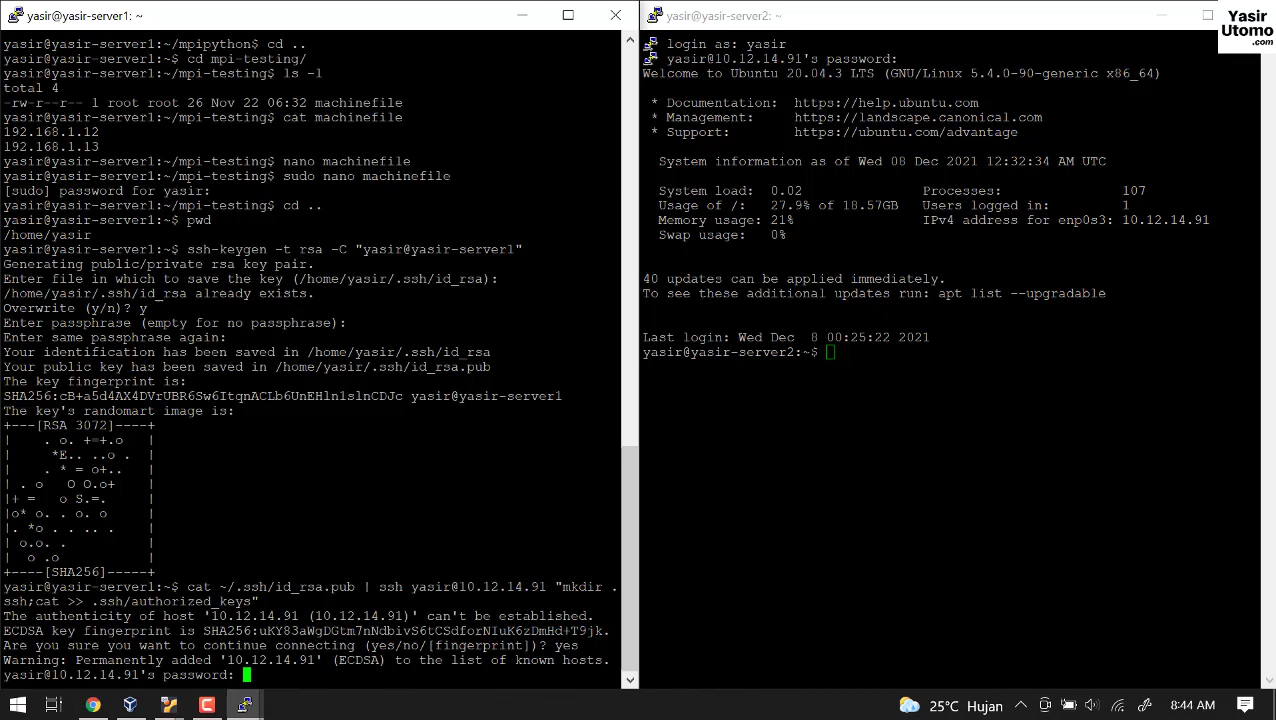 yasir@yasir-server1: ~
yasir@yasir-server1:~/mpipython$ cd ..
yasir@yasir-server1:~$ cd mpi-testing/
yasir@yasir-server1:~/mpi-testing$ ls -l
total 4
-rw-r--r-- 1 root root 26 Nov 22 06:32 machinefile
yasir@yasir-server1:~/mpi-testing$ cat machinefile
192.168.1.12
192.168.1.13
yasir@yasir-server1:~/mpi-testing$ nano machinefile
yasir@yasir-server1:~/mpi-testing$ sudo nano machinefile
[sudo] password for yasir:
yasir@yasir-server1:~/mpi-testing$ cd ..
yasir@yasir-server1:~$ pwd
/home/yasir
yasir@yasir-server1:~$ ssh-keygen -t rsa -C "yasir@yasir-server1"
Generating public/private rsa key pair.
Enter file in which to save the key (/home/yasir/.ssh/id_rsa):
/home/yasir/.ssh/id_rsa already exists.
Overwrite (y/n)? y
Enter passphrase (empty for no passphrase):
Enter same passphrase again:
Your identification has been saved in /home/yasir/.ssh/id_rsa
Your public key has been saved in /home/yasir/.ssh/id_rsa.pub
The key fingerprint is:
SHA256:cB+a5d4AX4DVrUBR6Sw6ItqnACLb6UnEHln1slnCDJc yasir@yasir-server1
The key's randomart image is:
+---[RSA 3072]----+
|    . o. +=+.o   |
|     *E.. ..o .  |
|    . * = o+..   |
| . o   O O.o+    |
|+ =   o S.=.     |
|o* o. . o. o     |
|. *o . . .. .    |
| o.o. .          |
|  o .o           |
+----[SHA256]-----+
yasir@yasir-server1:~$ cat ~/.ssh/id_rsa.pub | ssh yasir@10.12.14.91 "mkdir .
ssh;cat >> .ssh/authorized_keys"
The authenticity of host '10.12.14.91 (10.12.14.91)' can't be established.
ECDSA key fingerprint is SHA256:uKY83aWgDGtm7nNdbivS6tCSdforNIuK6zDmHd+T9jk.
Are you sure you want to continue connecting (yes/no/[fingerprint])? yes
Warning: Permanently added '10.12.14.91' (ECDSA) to the list of known hosts.
yasir@10.12.14.91's password:
yasir@yasir-server2: ~
Yasir
Utomo
.com
login as: yasir
yasir@10.12.14.91's password:
Welcome to Ubuntu 20.04.3 LTS (GNU/Linux 5.4.0-90-generic x86_64)
* Documentation:  https://help.ubuntu.com
* Management:     https://landscape.canonical.com
* Support:        https://ubuntu.com/advantage
System information as of Wed 08 Dec 2021 12:32:34 AM UTC
System load:  0.02               Processes:               107
Usage of /:   27.9% of 18.57GB   Users logged in:         1
Memory usage: 21%                IPv4 address for enp0s3: 10.12.14.91
Swap usage:   0%
40 updates can be applied immediately.
To see these additional updates run: apt list --upgradable
Last login: Wed Dec  8 00:25:22 2021
yasir@yasir-server2:~$
25°C Hujan
8:44 AM